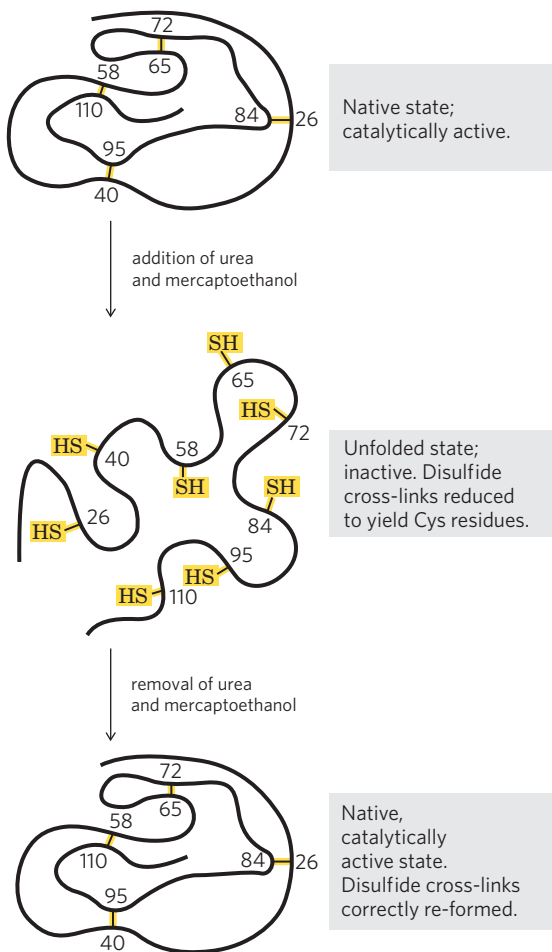 72
58
65
110
84
26
95
40
Native state;
catalytically active.
addition of urea
and mercaptoethanol
SH
65
HS
72
HS
40
58
SH
SH
84
HS
26
95
HS
HS
110
Unfolded state;
inactive. Disulfide
cross-links reduced
to yield Cys residues.
removal of urea
and mercaptoethanol
72
58
65
110
84
26
95
40
Native,
catalytically
active state.
Disulfide cross-links
correctly re-formed.